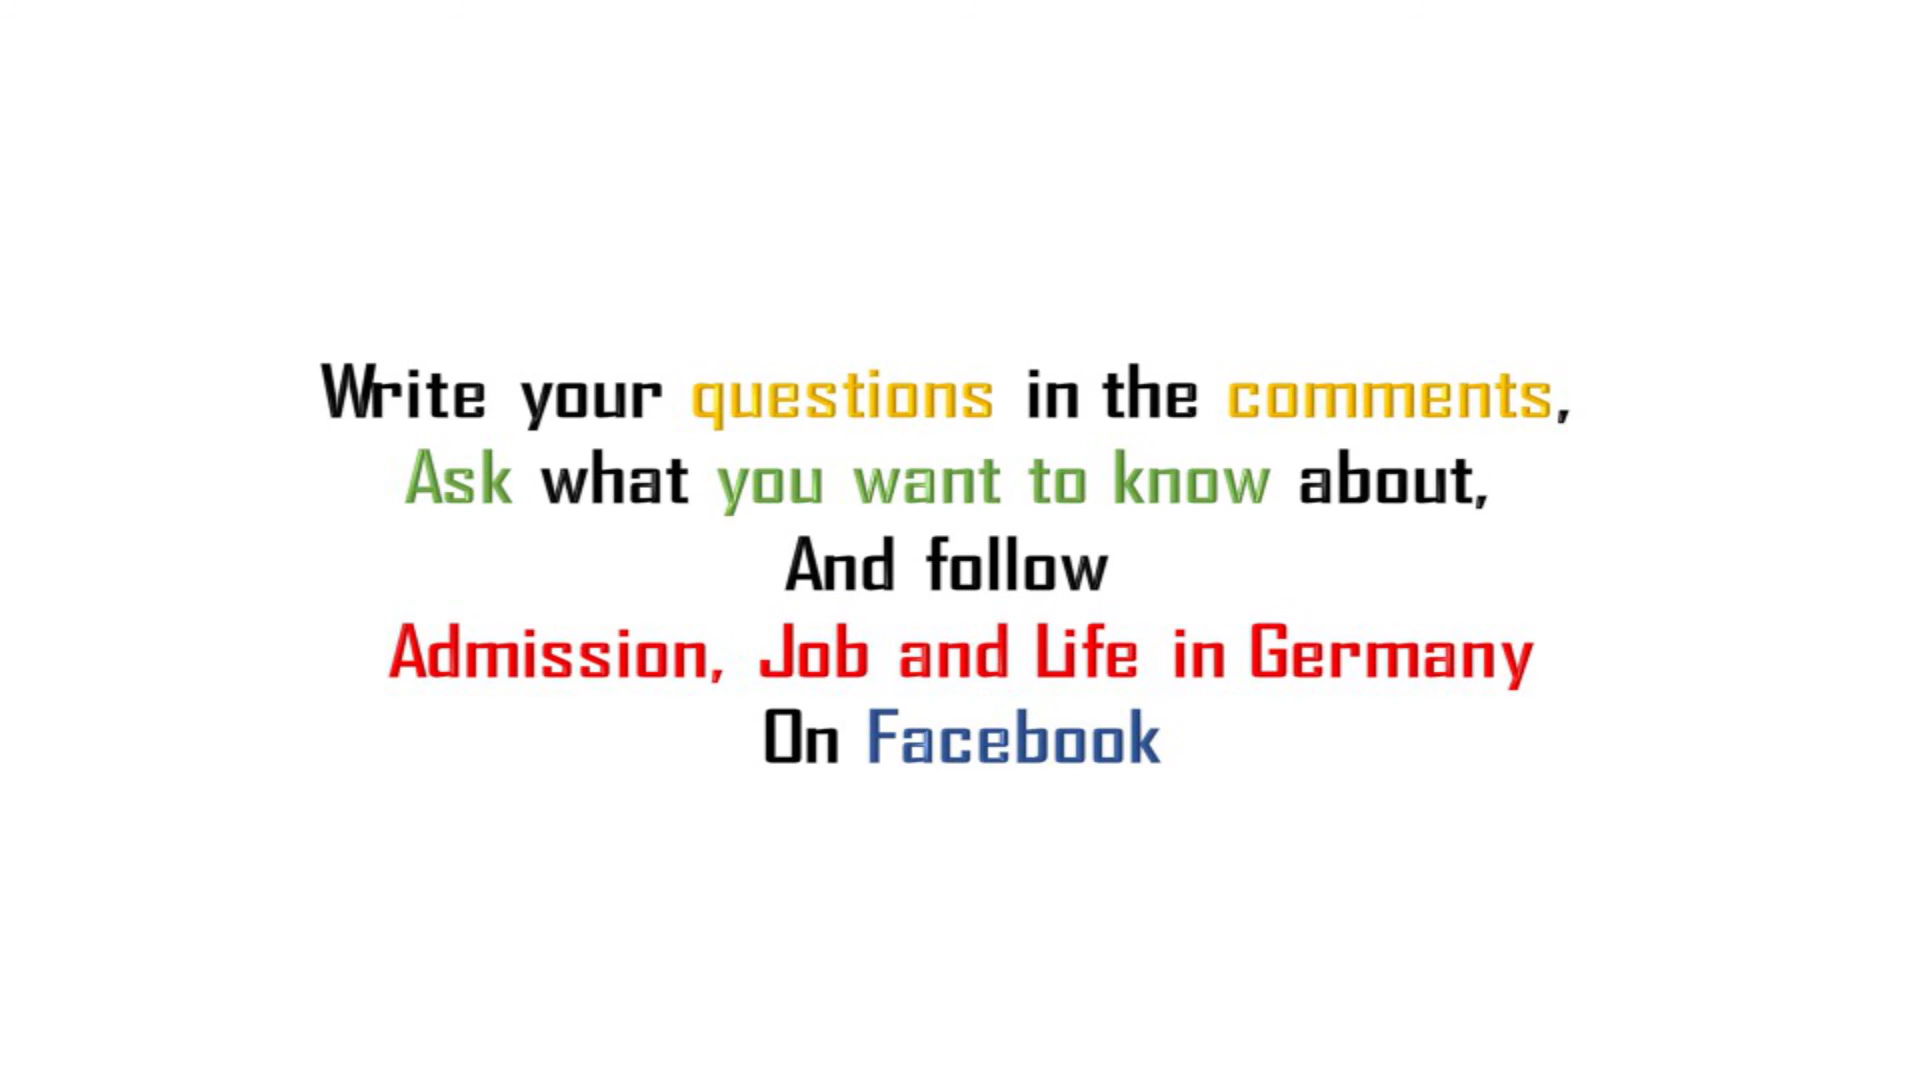 Write your questions in the comments,
Ask what you want to know about,
And follow
Admission, Job and Life in Germany
On Facebook